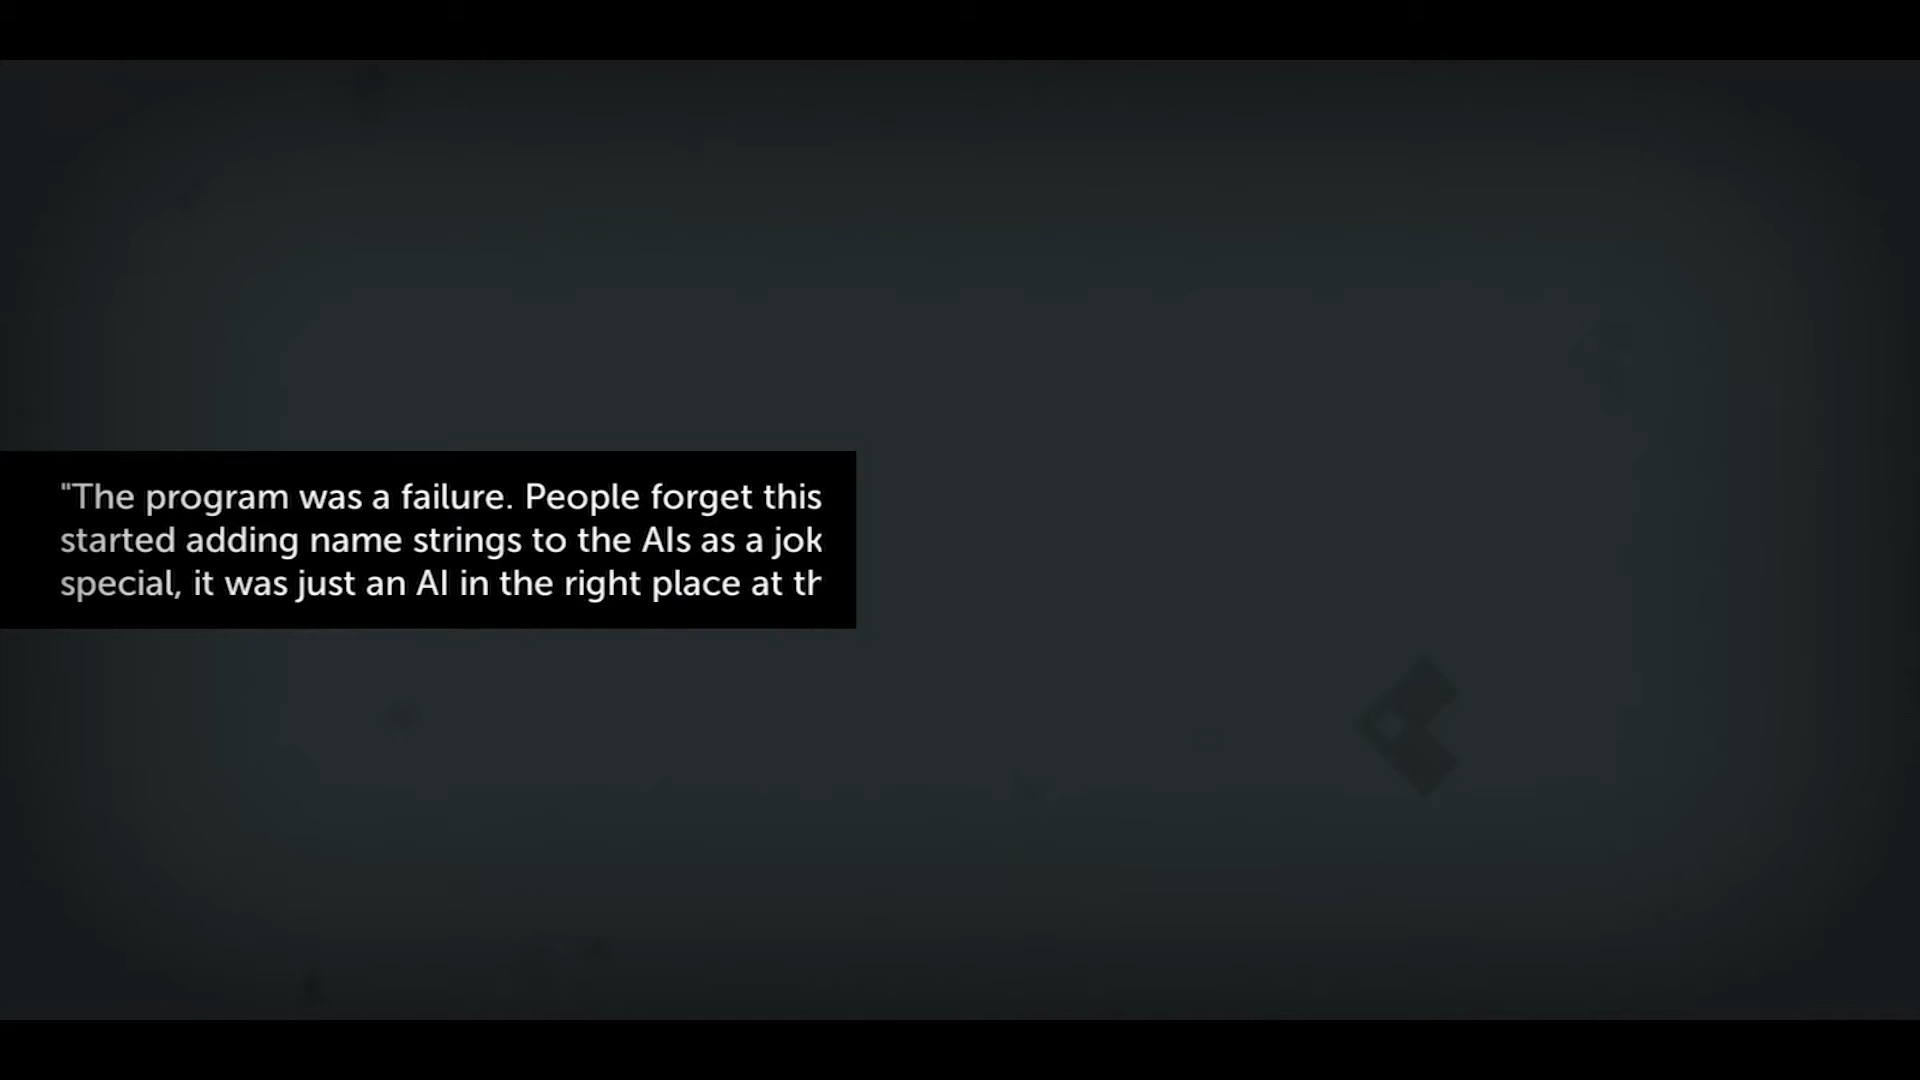 "The program was a failure. People forget this
started adding name strings to the AIs as a jok
special, it was just an AI in the right place at th